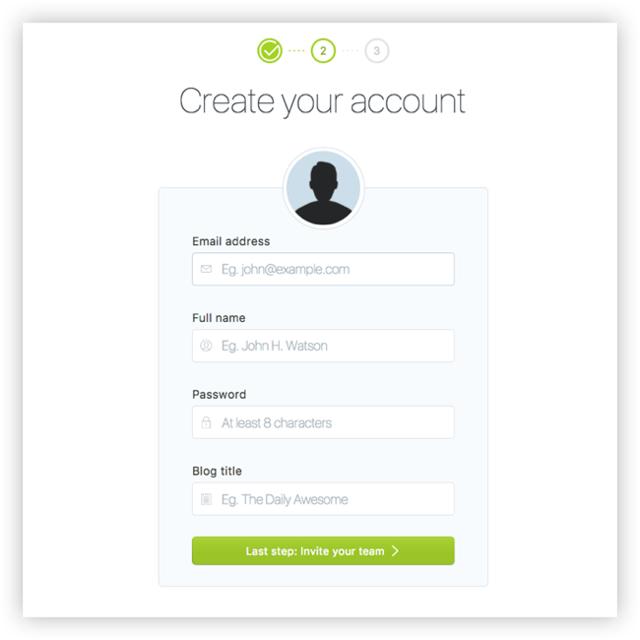 2
3
Create your account
Email address
Eg. john@example.com
Full name
Eg. John H. Watson
Password
At least 8 characters
Blog title
Eg. The Daily Awesome
Last step: Invite your team